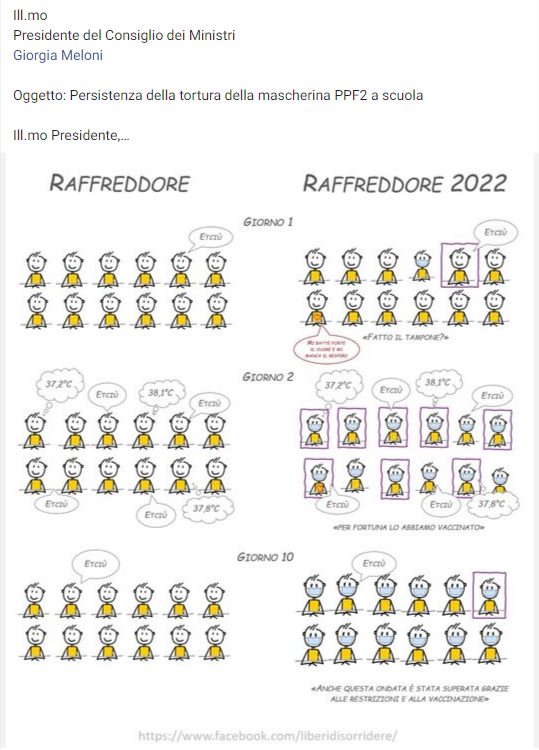 Ill.mo
Presidente del Consiglio dei Ministri
Giorgia Meloni
Oggetto: Persistenza della tortura della mascherina PPF2 a scuola
Ill.mo Presidente,...
RAFFREDDORE
RAFFREDDORE 2022
GIORNO 1
ETCIÙ
ETCIÙ
«FATTO IL TAMPONE?»
MI BATTE FORTE
IL CUORE E MI
MANCA IL RESPIRO
GIORNO 2
37,2°C
ETCIÙ
38,1°C
ETCIÙ
ETCIÙ
ETCIÙ
37,8°C
37,2°C
ETCIÙ
38,1°C
ETCIÙ
ETCIÙ
ETCIÙ
37,8°C
«PER FORTUNA LO ABBIAMO VACCINATO»
GIORNO 10
ETCIÙ
ETCIÙ
«ANCHE QUESTA ONDATA È STATA SUPERATA GRAZIE
ALLE RESTRIZIONI E ALLA VACCINAZIONE»
https://www.facebook.com/liberidisorridere/